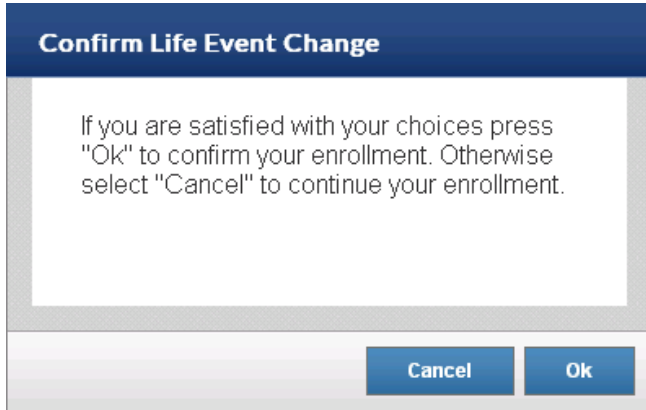 Confirm Life Event Change
If you are satisfied with your choices press
"Ok" to confirm your enrollment. Otherwise
select "Cancel" to continue your enrollment.
Cancel
Ok